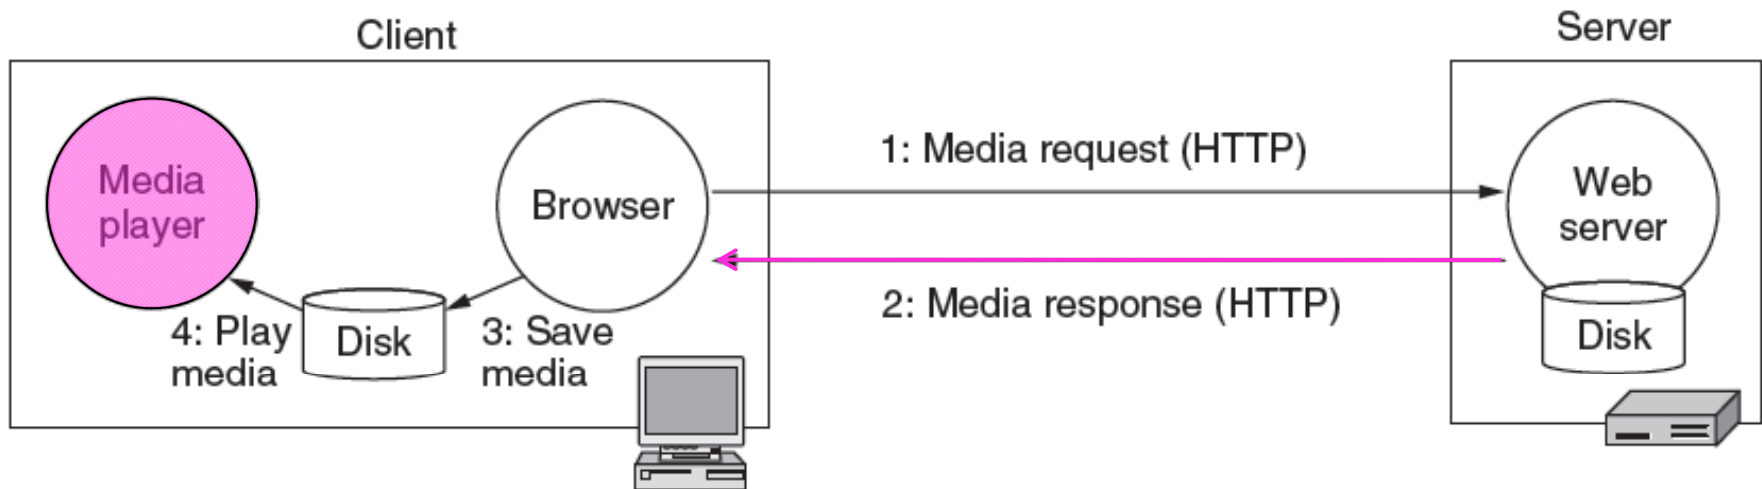 Client
Server
Media
player
Browser
1: Media request (HTTP)
Web
server
2: Media response (HTTP)
4: Play
media
Disk
3: Save
media
Disk